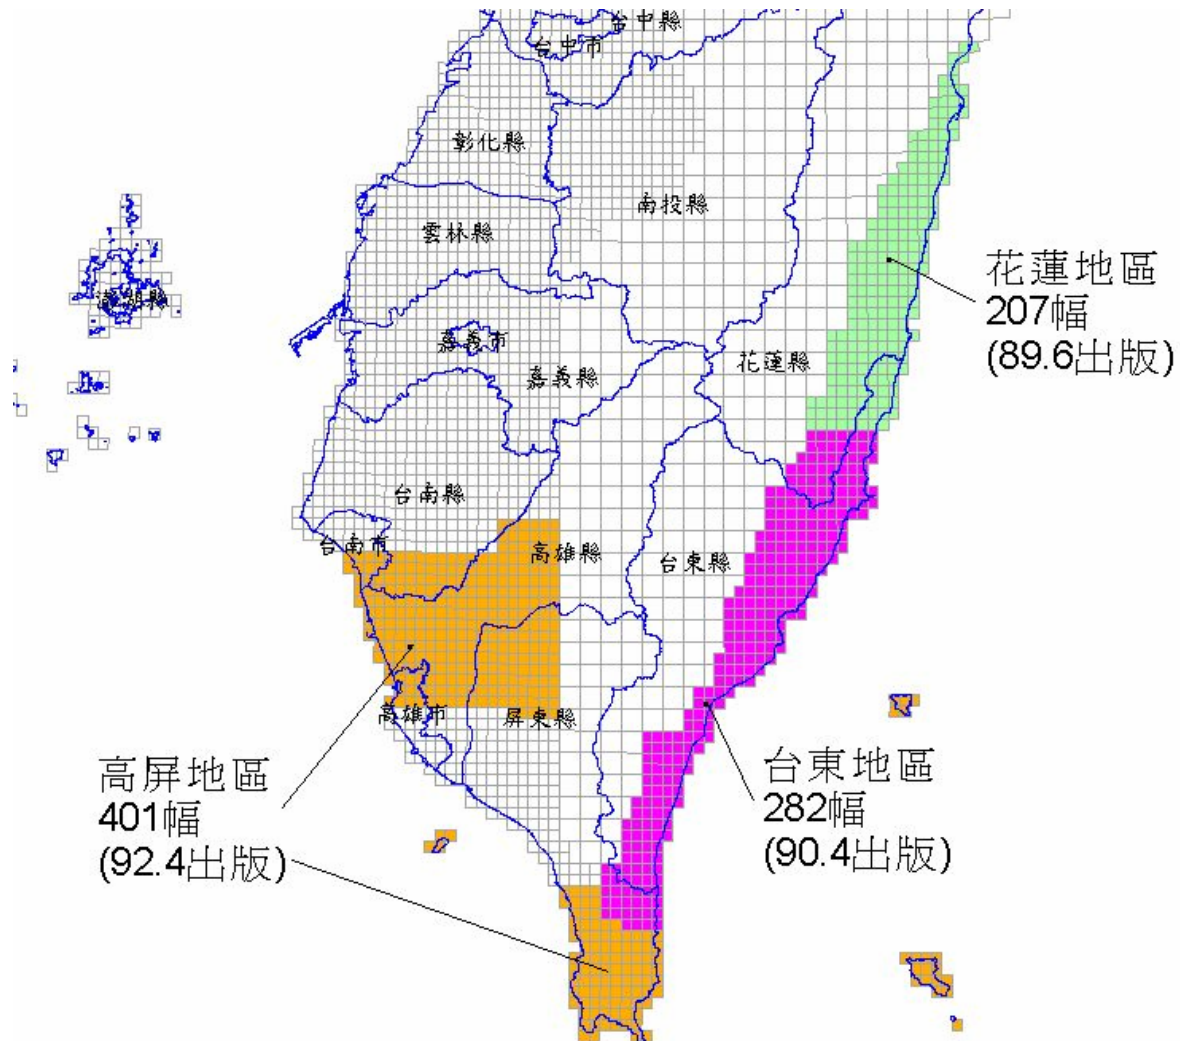 台中縣
台中市
彰化縣
南投縣
雲林縣
澎湖縣
嘉義市
嘉義縣
花蓮縣
花蓮地區
207幅
(89.6出版)
台南縣
台南市
高雄縣
台東縣
高雄市
屏東縣
高屏地區
401幅
(92.4出版)
台東地區
282幅
(90.4出版)